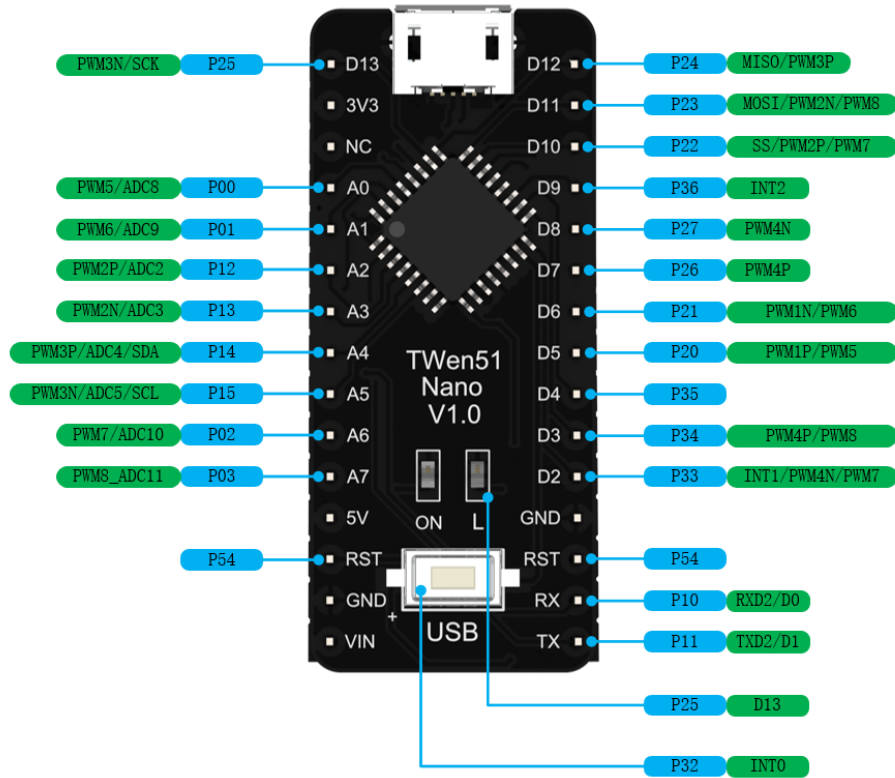 PWM3N/SCK P25 D13 D12 P24 MISO/PWM3P
3V3 D11 P23 MOSI/PWM2N/PWM8
NC D10 P22 SS/PWM2P/PWM7
PWM5/ADC8 P00 A0 D9 P36 INT2
PWM6/ADC9 P01 A1 D8 P27 PWM4N
PWM2P/ADC2 P12 A2 D7 P26 PWM4P
PWM2N/ADC3 P13 A3 D6 P21 PWM1N/PWM6
PWM3P/ADC4/SDA P14 A4 D5 P20 PWM1P/PWM5
PWM3N/ADC5/SCL P15 A5 D4 P35
TWen51
Nano
V1.0
PWM7/ADC10 P02 A6 D3 P34 PWM4P/PWM8
PWM8_ADC11 P03 A7 D2 P33 INT1/PWM4N/PWM7
5V ON L GND
P54 RST RST P54
GND RX P10 RXD2/D0
+ USB
VIN TX P11 TXD2/D1
P25 D13
P32 INT0